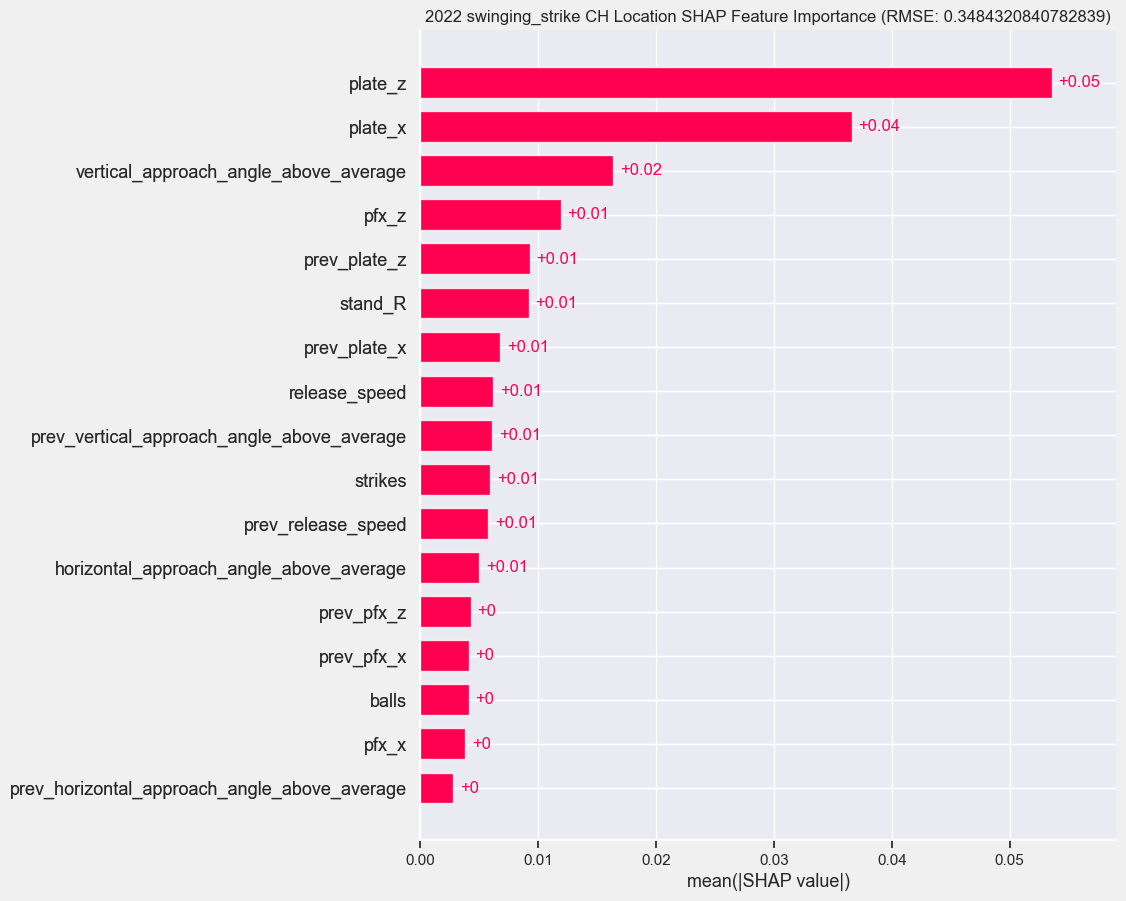 2022 swinging_strike CH Location SHAP Feature Importance (RMSE: 0.3484320840782839)
plate_z +0.05
plate_x +0.04
vertical_approach_angle_above_average +0.02
pfx_z +0.01
prev_plate_z +0.01
stand_R +0.01
prev_plate_x +0.01
release_speed +0.01
prev_vertical_approach_angle_above_average +0.01
strikes +0.01
prev_release_speed +0.01
horizontal_approach_angle_above_average +0.01
prev_pfx_z +0
prev_pfx_x +0
balls +0
pfx_x +0
prev_horizontal_approach_angle_above_average +0
0.00 0.01 0.02 0.03 0.04 0.05
mean(|SHAP value|)